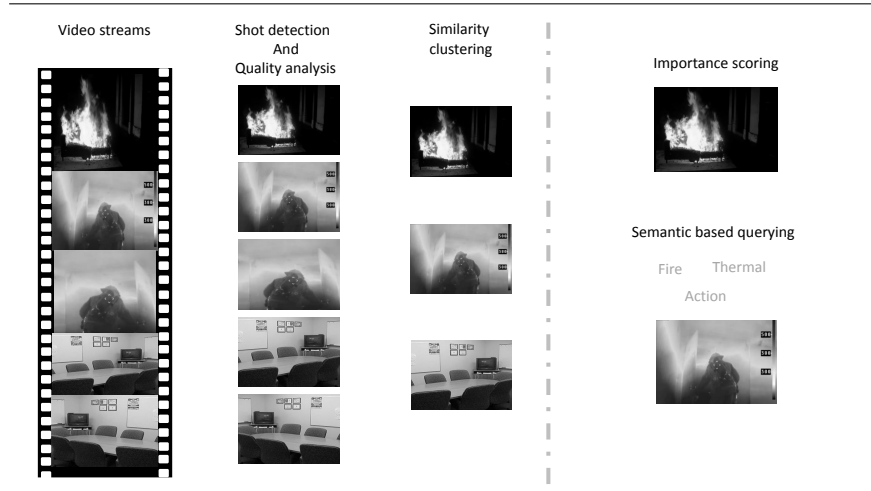 Video streams
Shot detection
And
Quality analysis
Similarity
clustering
Importance scoring
Semantic based querying
Fire
Thermal
Action